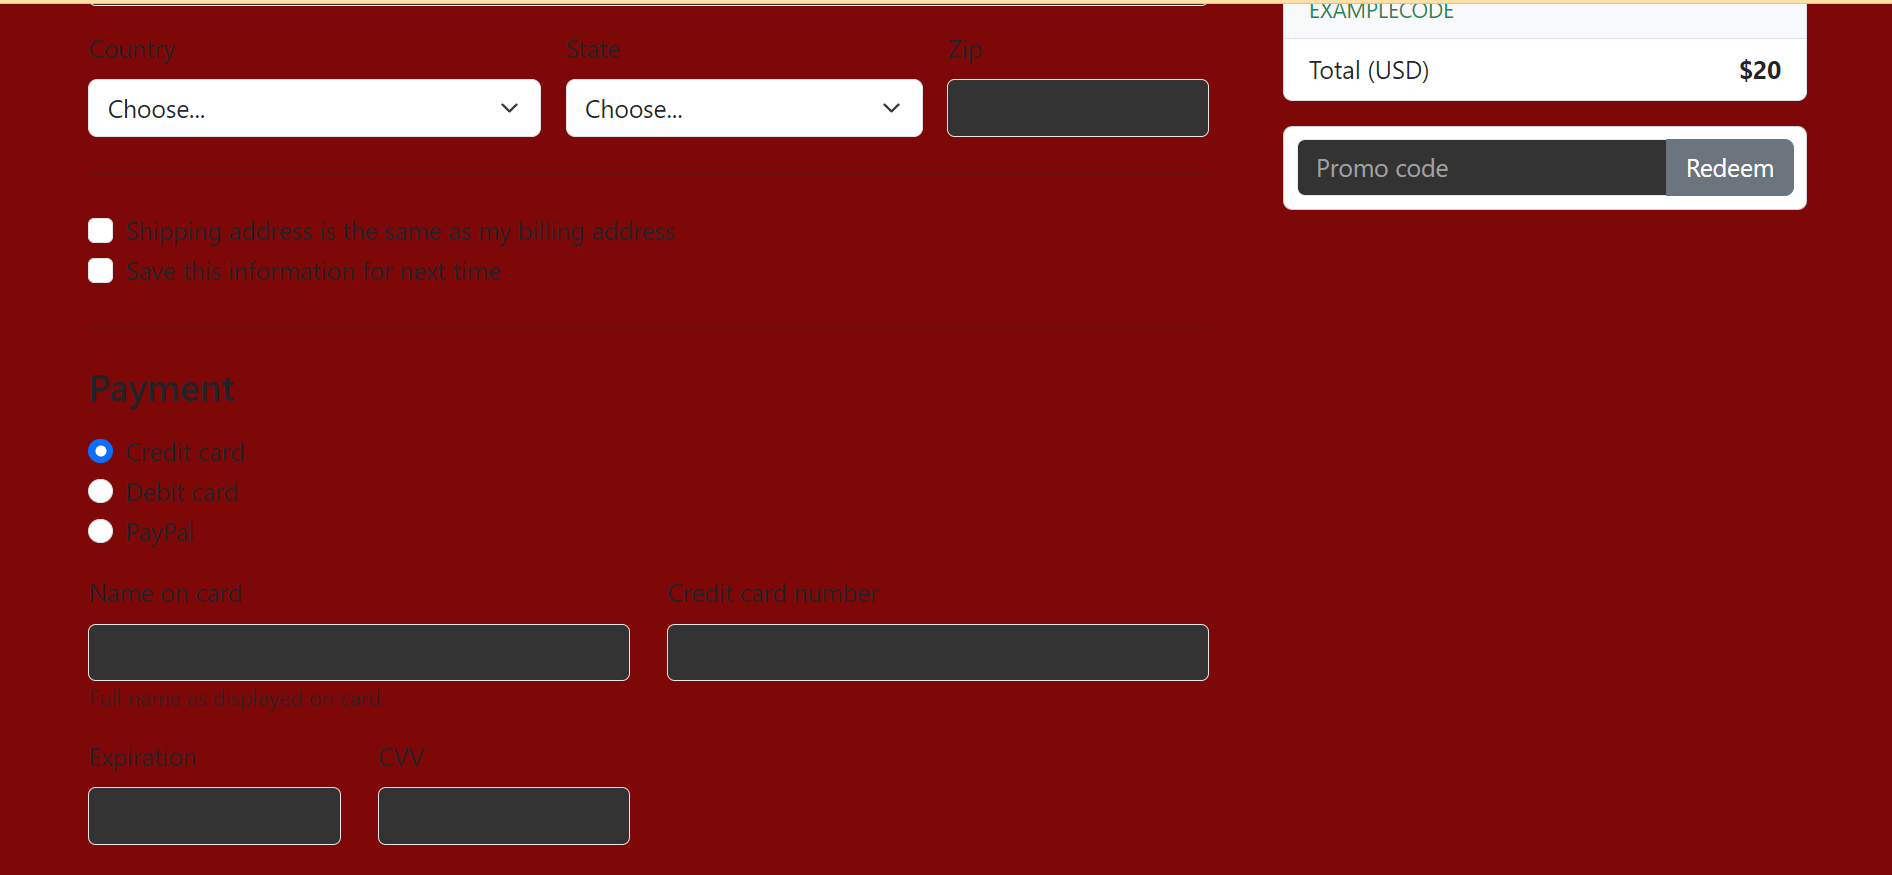 EXAMPLECODE
Country State Zip
Total (USD) $20
Choose... Choose...
Promo code Redeem
Shipping address is the same as my billing address
Save this information for next time
Payment
Credit card
Debit card
PayPal
Name on card Credit card number
Full name as displayed on card
Expiration CVV